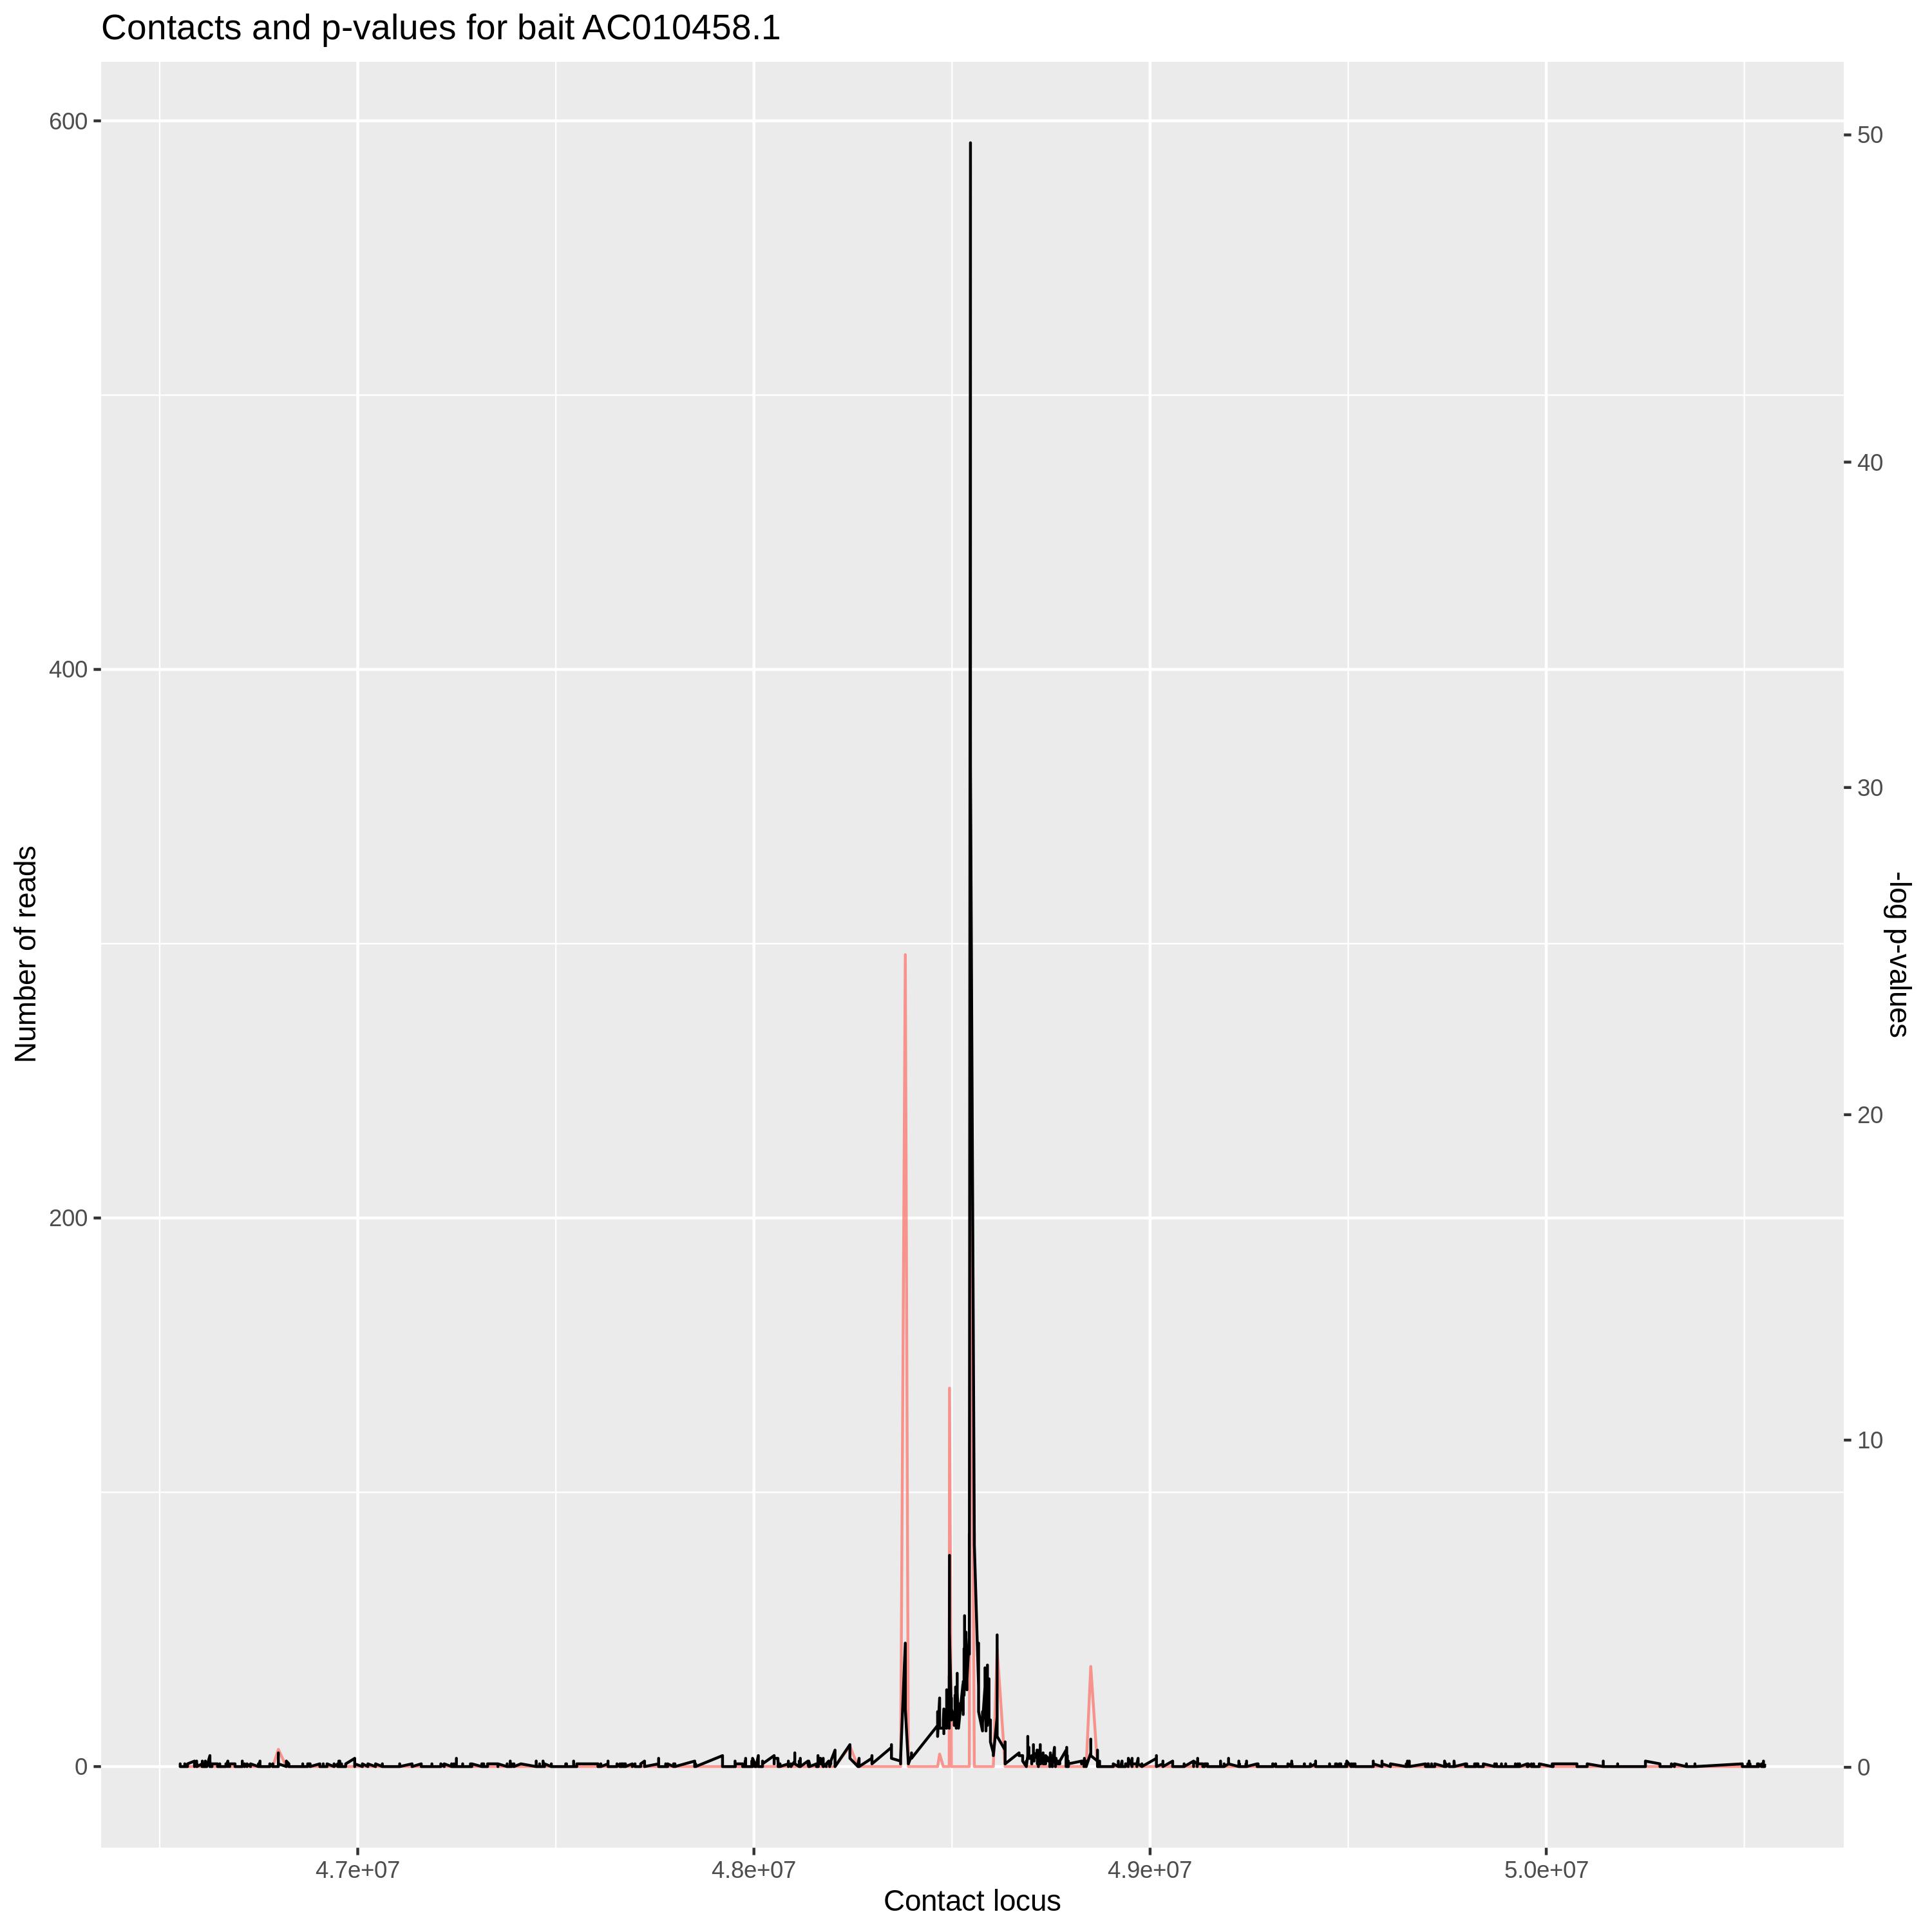 Contacts and p-values for bait AC010458.1
600
400
200
0
Number of reads
50
40
30
20
10
0
-log p-values
4.7e+07
4.8e+07
4.9e+07
5.0e+07
Contact locus